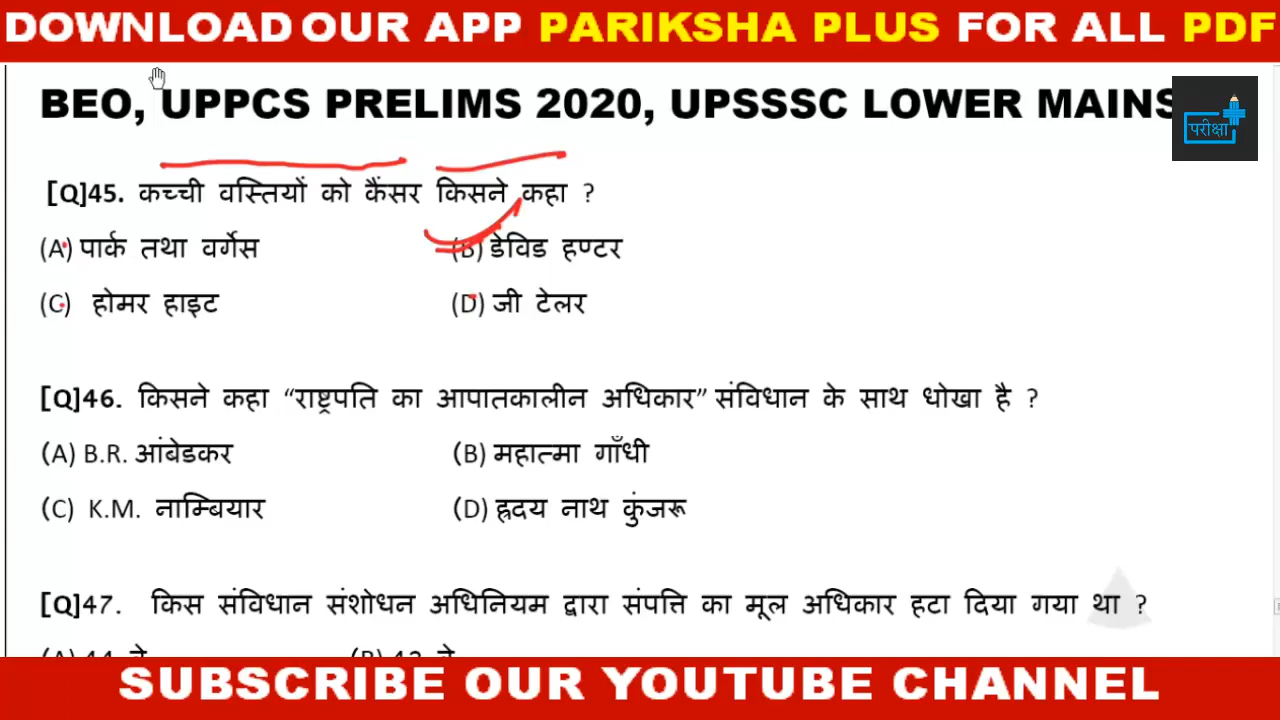 DOWNLOAD OUR APP PARIKSHA PLUS FOR ALL PDF
BEO, UPPCS PRELIMS 2020, UPSSSC LOWER MAINS
परीक्षा
[Q]45. कच्ची वस्तियों को कैंसर किसने कहा ?
(A) पार्क तथा वर्गेस (B) डेविड हण्टर
(C) होमर हाइट (D) जी टेलर
[Q]46. किसने कहा “राष्ट्रपति का आपातकालीन अधिकार” संविधान के साथ धोखा है ?
(A) B.R. आंबेडकर (B) महात्मा गाँधी
(C) K.M. नाम्बियार (D) ह्रदय नाथ कुंजरू
[Q]47. किस संविधान संशोधन अधिनियम द्वारा संपत्ति का मूल अधिकार हटा दिया गया था ?
SUBSCRIBE OUR YOUTUBE CHANNEL